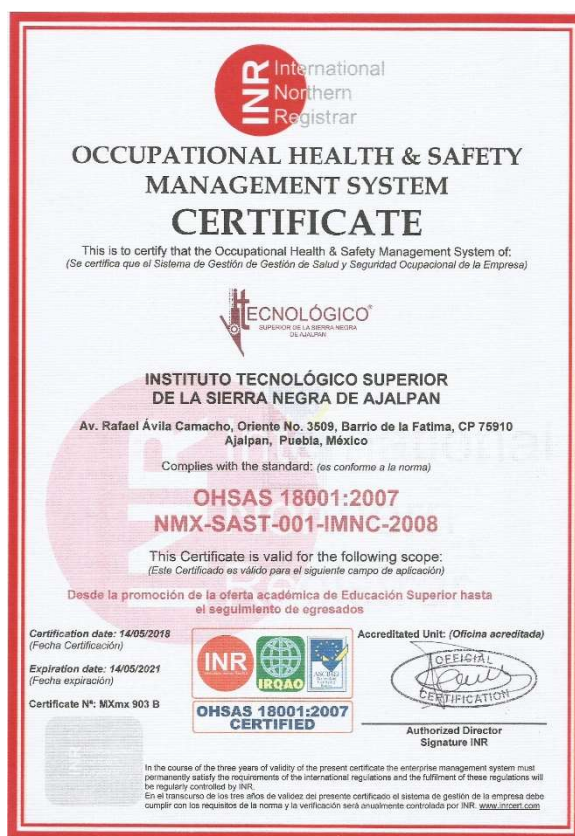 INR International
Northern
Registrar
OCCUPATIONAL HEALTH & SAFETY
MANAGEMENT SYSTEM
CERTIFICATE
This is to certify that the Occupational Health & Safety Management System of:
(Se certifica que el Sistema de Gestión de Gestión de Salud y Seguridad Ocupacional de la Empresa)
TECNOLÓGICO®
SUPERIOR DE LA SIERRA NEGRA
DE AJALPAN
INSTITUTO TECNOLÓGICO SUPERIOR
DE LA SIERRA NEGRA DE AJALPAN
Av. Rafael Ávila Camacho, Oriente No. 3509, Barrio de la Fatima, CP 75910
Ajalpan, Puebla, México
Complies with the standard: (es conforme a la norma)
OHSAS 18001:2007
NMX-SAST-001-IMNC-2008
This Certificate is valid for the following scope:
(Este Certificado es válido para el siguiente campo de aplicación)
Desde la promoción de la oferta académica de Educación Superior hasta
el seguimiento de egresados
Certification date: 14/05/2018
(Fecha Certificación)
Expiration date: 14/05/2021
(Fecha expiración)
Certificate Nº: MXmx 903 B
INR
IRQAO
OHSAS 18001:2007
CERTIFIED
Accreditated Unit: (Oficina acreditada)
OFFICIAL
CERTIFICATION
Authorized Director
Signature INR
INR
In the course of the three years of validity of the present certificate the enterprise management system must
permanently satisfy the requirements of the international regulations and the fulfilment of these regulations will
be regularly controlled by INR.
En el transcurso de los tres años de validez del presente certificado el sistema de gestión de la empresa debe
cumplir con los requisitos de la norma y la verificación será anualmente controlada por INR. www.inrcert.com